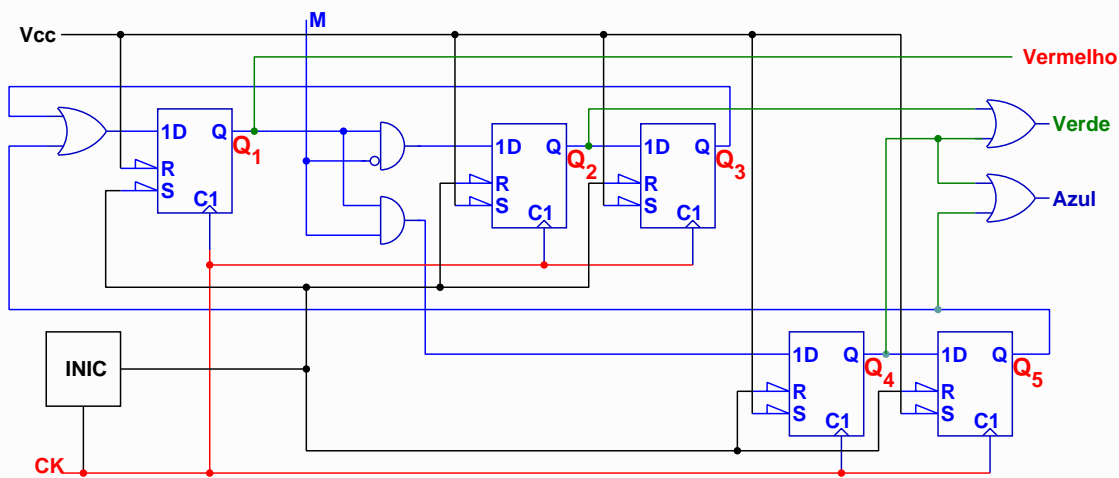 M
Vcc
Vermelho
1D Q
Q1
R
S
C1
1D Q
Q2
R
S
C1
1D Q
Q3
R
S
C1
Verde
Azul
INIC
1D Q
Q4
R
S
C1
1D Q
Q5
R
S
C1
CK